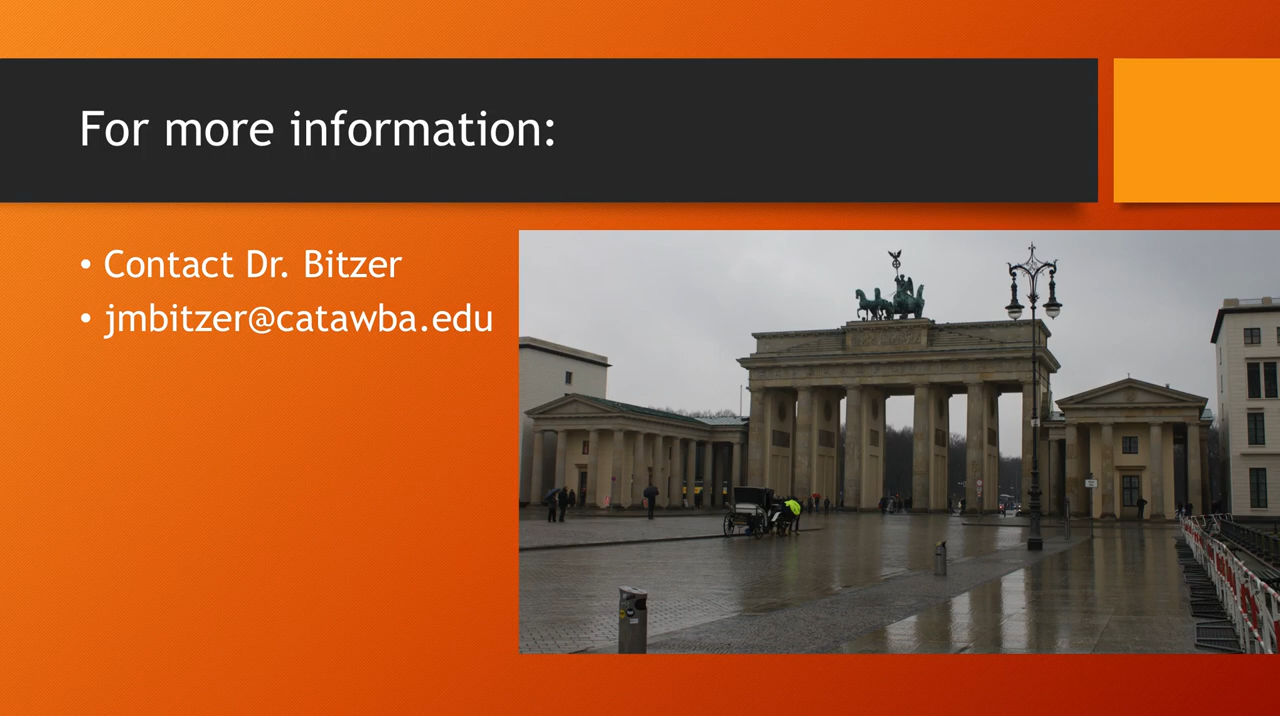 For more information:
• Contact Dr. Bitzer
• jmbitzer@catawba.edu